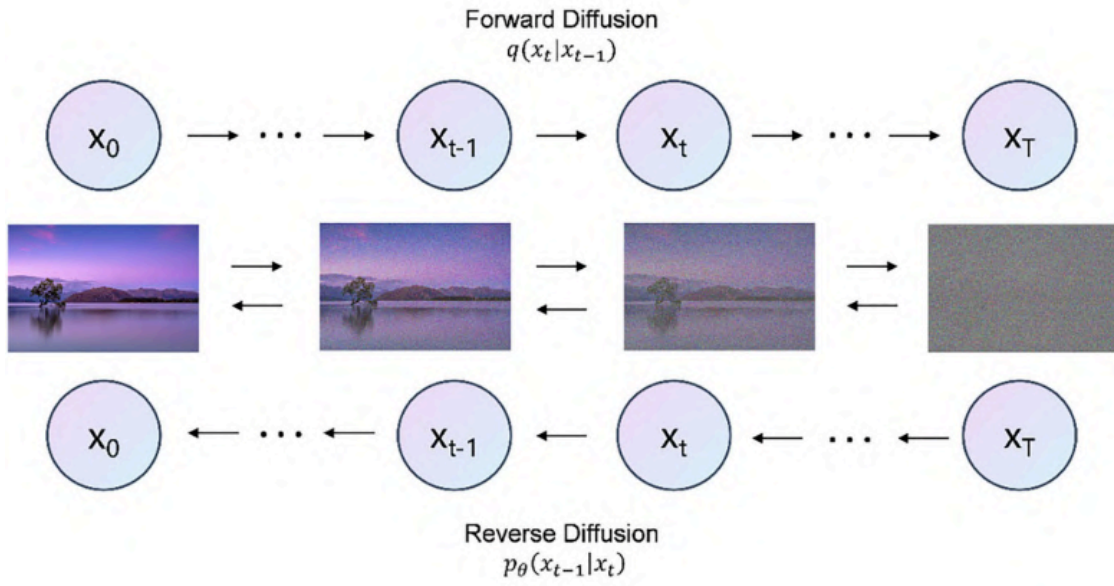 Forward Diffusion
q(x_t|x_{t-1})
x_0 ... x_{t-1} x_t ... x_T
x_0 ... x_{t-1} x_t ... x_T
Reverse Diffusion
p_θ(x_{t-1}|x_t)